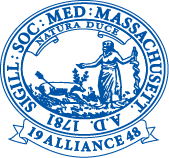 SIGILL: SOC: MED: MASSACHUSETT. A.D. 1781
NATURA DUCE
19 ALLIANCE 48